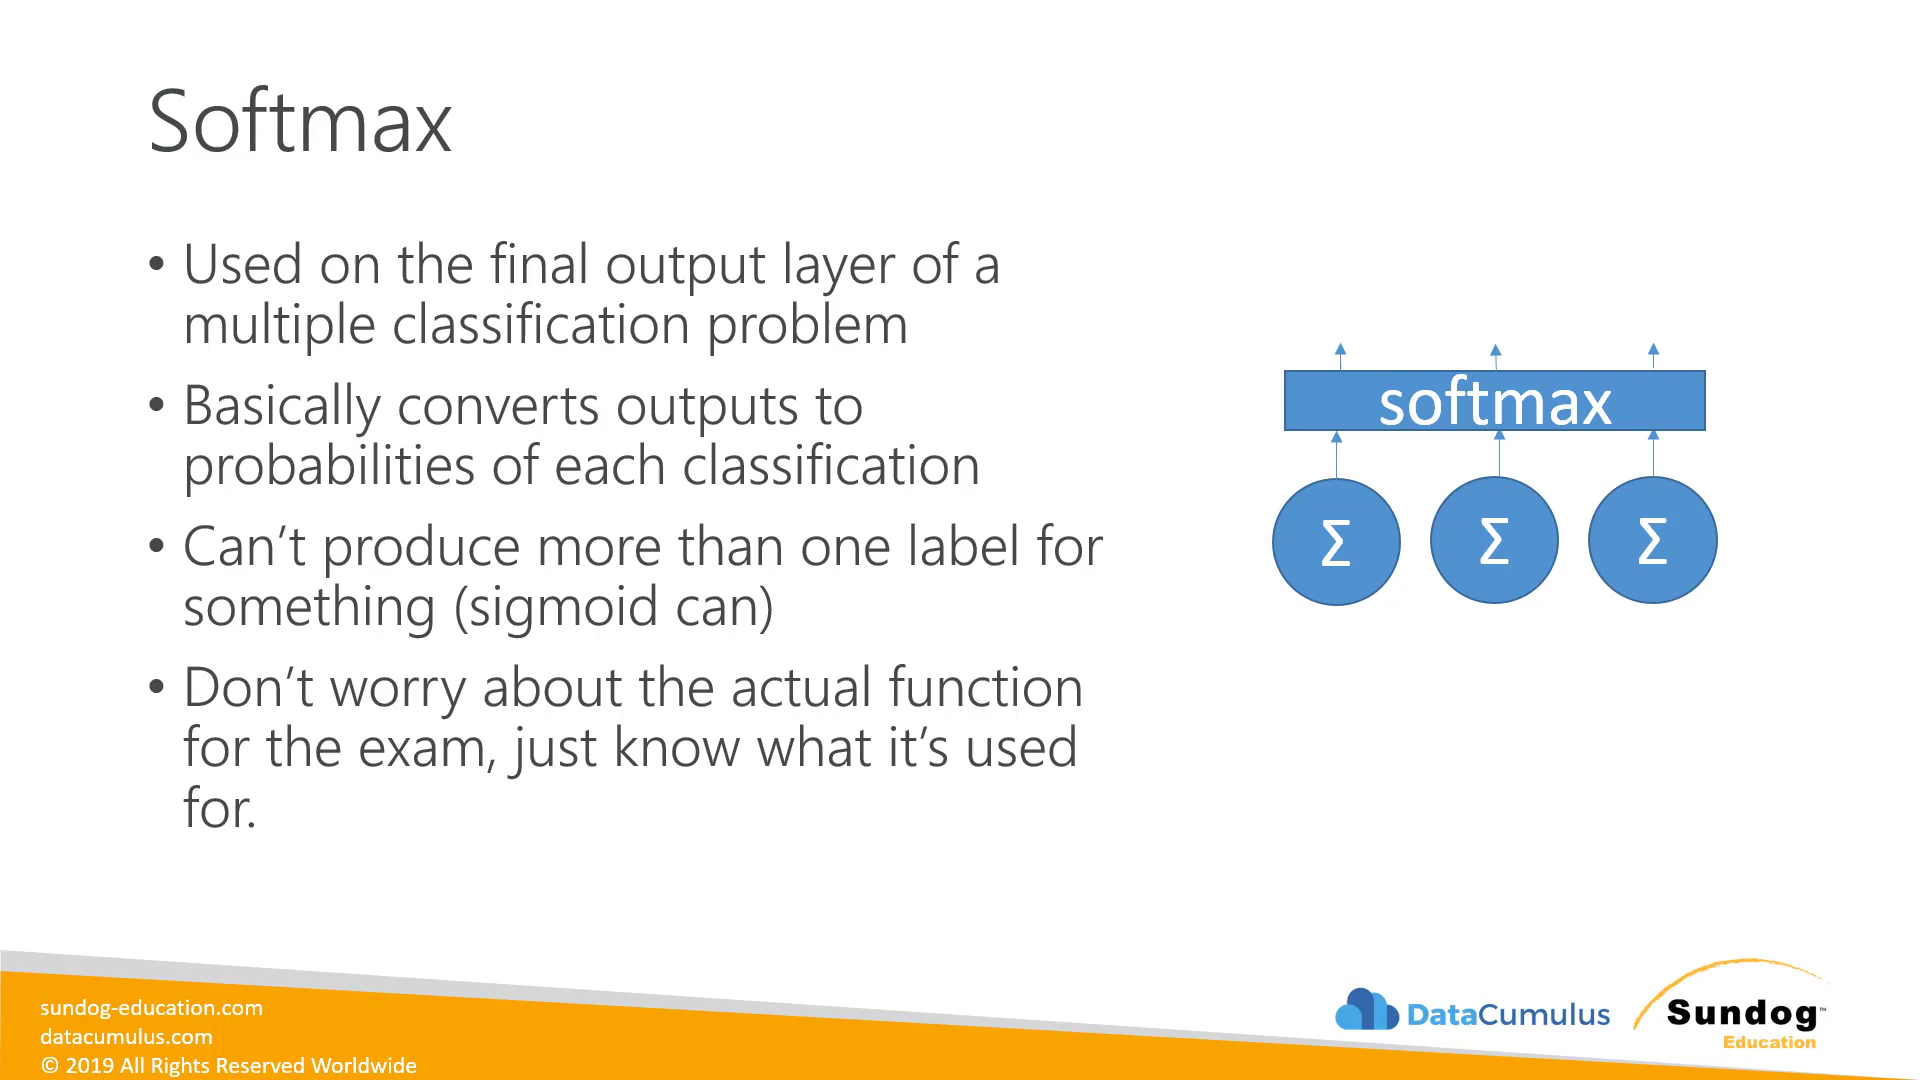 Softmax
• Used on the final output layer of a
multiple classification problem
• Basically converts outputs to
probabilities of each classification
• Can’t produce more than one label for
something (sigmoid can)
• Don’t worry about the actual function
for the exam, just know what it’s used
for.
softmax
Σ Σ Σ
sundog-education.com
datacumulus.com
© 2019 All Rights Reserved Worldwide
DataCumulus
Sundog™
Education